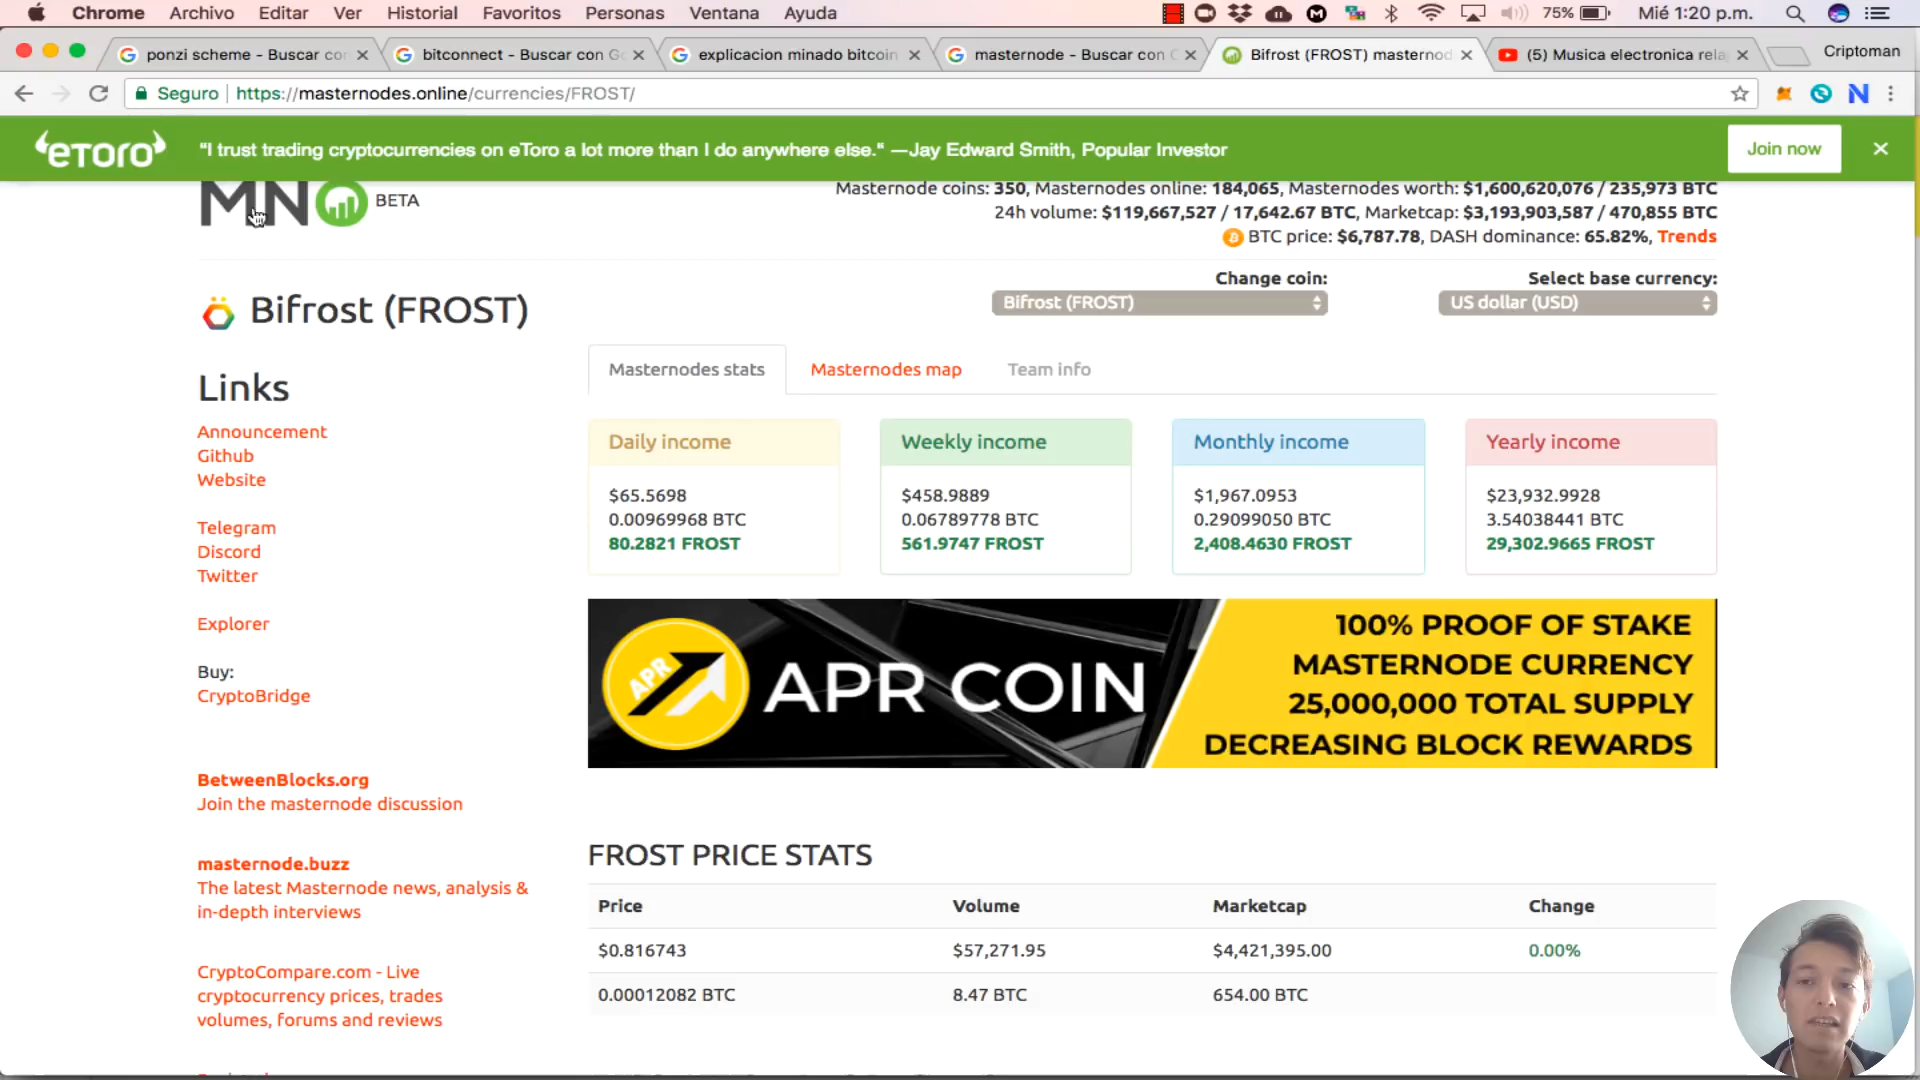 Chrome Archivo Editar Ver Historial Favoritos Personas Ventana Ayuda 75% Mié 1:20 p.m.
ponzi scheme - Buscar con bitconnect - Buscar con Go explicacion minado bitcoin masternode - Buscar con G Bifrost (FROST) masternod (5) Musica electronica rela Criptoman
Seguro https://masternodes.online/currencies/FROST/
eToro "I trust trading cryptocurrencies on eToro a lot more than I do anywhere else." —Jay Edward Smith, Popular Investor Join now
MN BETA
Masternode coins: 350, Masternodes online: 184,065, Masternodes worth: $1,600,620,076 / 235,973 BTC
24h volume: $119,667,527 / 17,642.67 BTC, Marketcap: $3,193,903,587 / 470,855 BTC
BTC price: $6,787.78, DASH dominance: 65.82%, Trends
Change coin: Select base currency:
Bifrost (FROST) US dollar (USD)
Bifrost (FROST)
Links
Announcement
Github
Website
Telegram
Discord
Twitter
Explorer
Buy:
CryptoBridge
BetweenBlocks.org
Join the masternode discussion
masternode.buzz
The latest Masternode news, analysis &
in-depth interviews
CryptoCompare.com - Live
cryptocurrency prices, trades
volumes, forums and reviews
Masternodes stats Masternodes map Team info
Daily income Weekly income Monthly income Yearly income
$65.5698 $458.9889 $1,967.0953 $23,932.9928
0.00969968 BTC 0.06789778 BTC 0.29099050 BTC 3.54038441 BTC
80.2821 FROST 561.9747 FROST 2,408.4630 FROST 29,302.9665 FROST
APR APR COIN
100% PROOF OF STAKE
MASTERNODE CURRENCY
25,000,000 TOTAL SUPPLY
DECREASING BLOCK REWARDS
FROST PRICE STATS
Price Volume Marketcap Change
$0.816743 $57,271.95 $4,421,395.00 0.00%
0.00012082 BTC 8.47 BTC 654.00 BTC